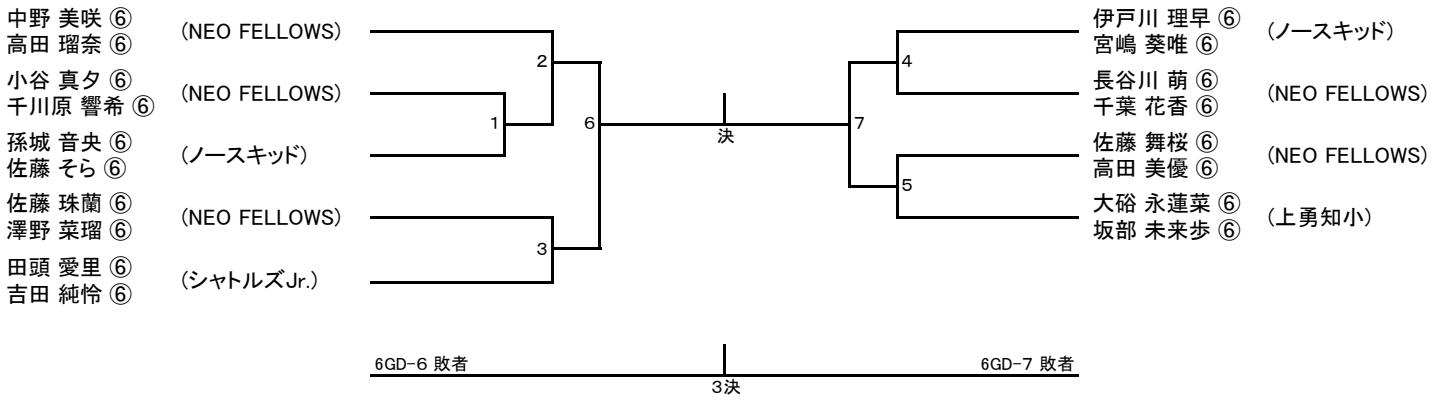 中野 美咲 ⑥
高田 瑠奈 ⑥
(NEO FELLOWS)
小谷 真夕 ⑥
千川原 響希 ⑥
(NEO FELLOWS)
孫城 音央 ⑥
佐藤 そら ⑥
(ノースキッド)
佐藤 珠蘭 ⑥
澤野 菜瑠 ⑥
(NEO FELLOWS)
田頭 愛里 ⑥
吉田 純怜 ⑥
(シャトルズJr.)
2
1
6
3
決
伊戸川 理早 ⑥
宮嶋 葵唯 ⑥
(ノースキッド)
長谷川 萌 ⑥
千葉 花香 ⑥
(NEO FELLOWS)
佐藤 舞桜 ⑥
高田 美優 ⑥
(NEO FELLOWS)
大硲 永蓮菜 ⑥
坂部 未来歩 ⑥
(上勇知小)
4
7
5
6GD-6 敗者
6GD-7 敗者
3決